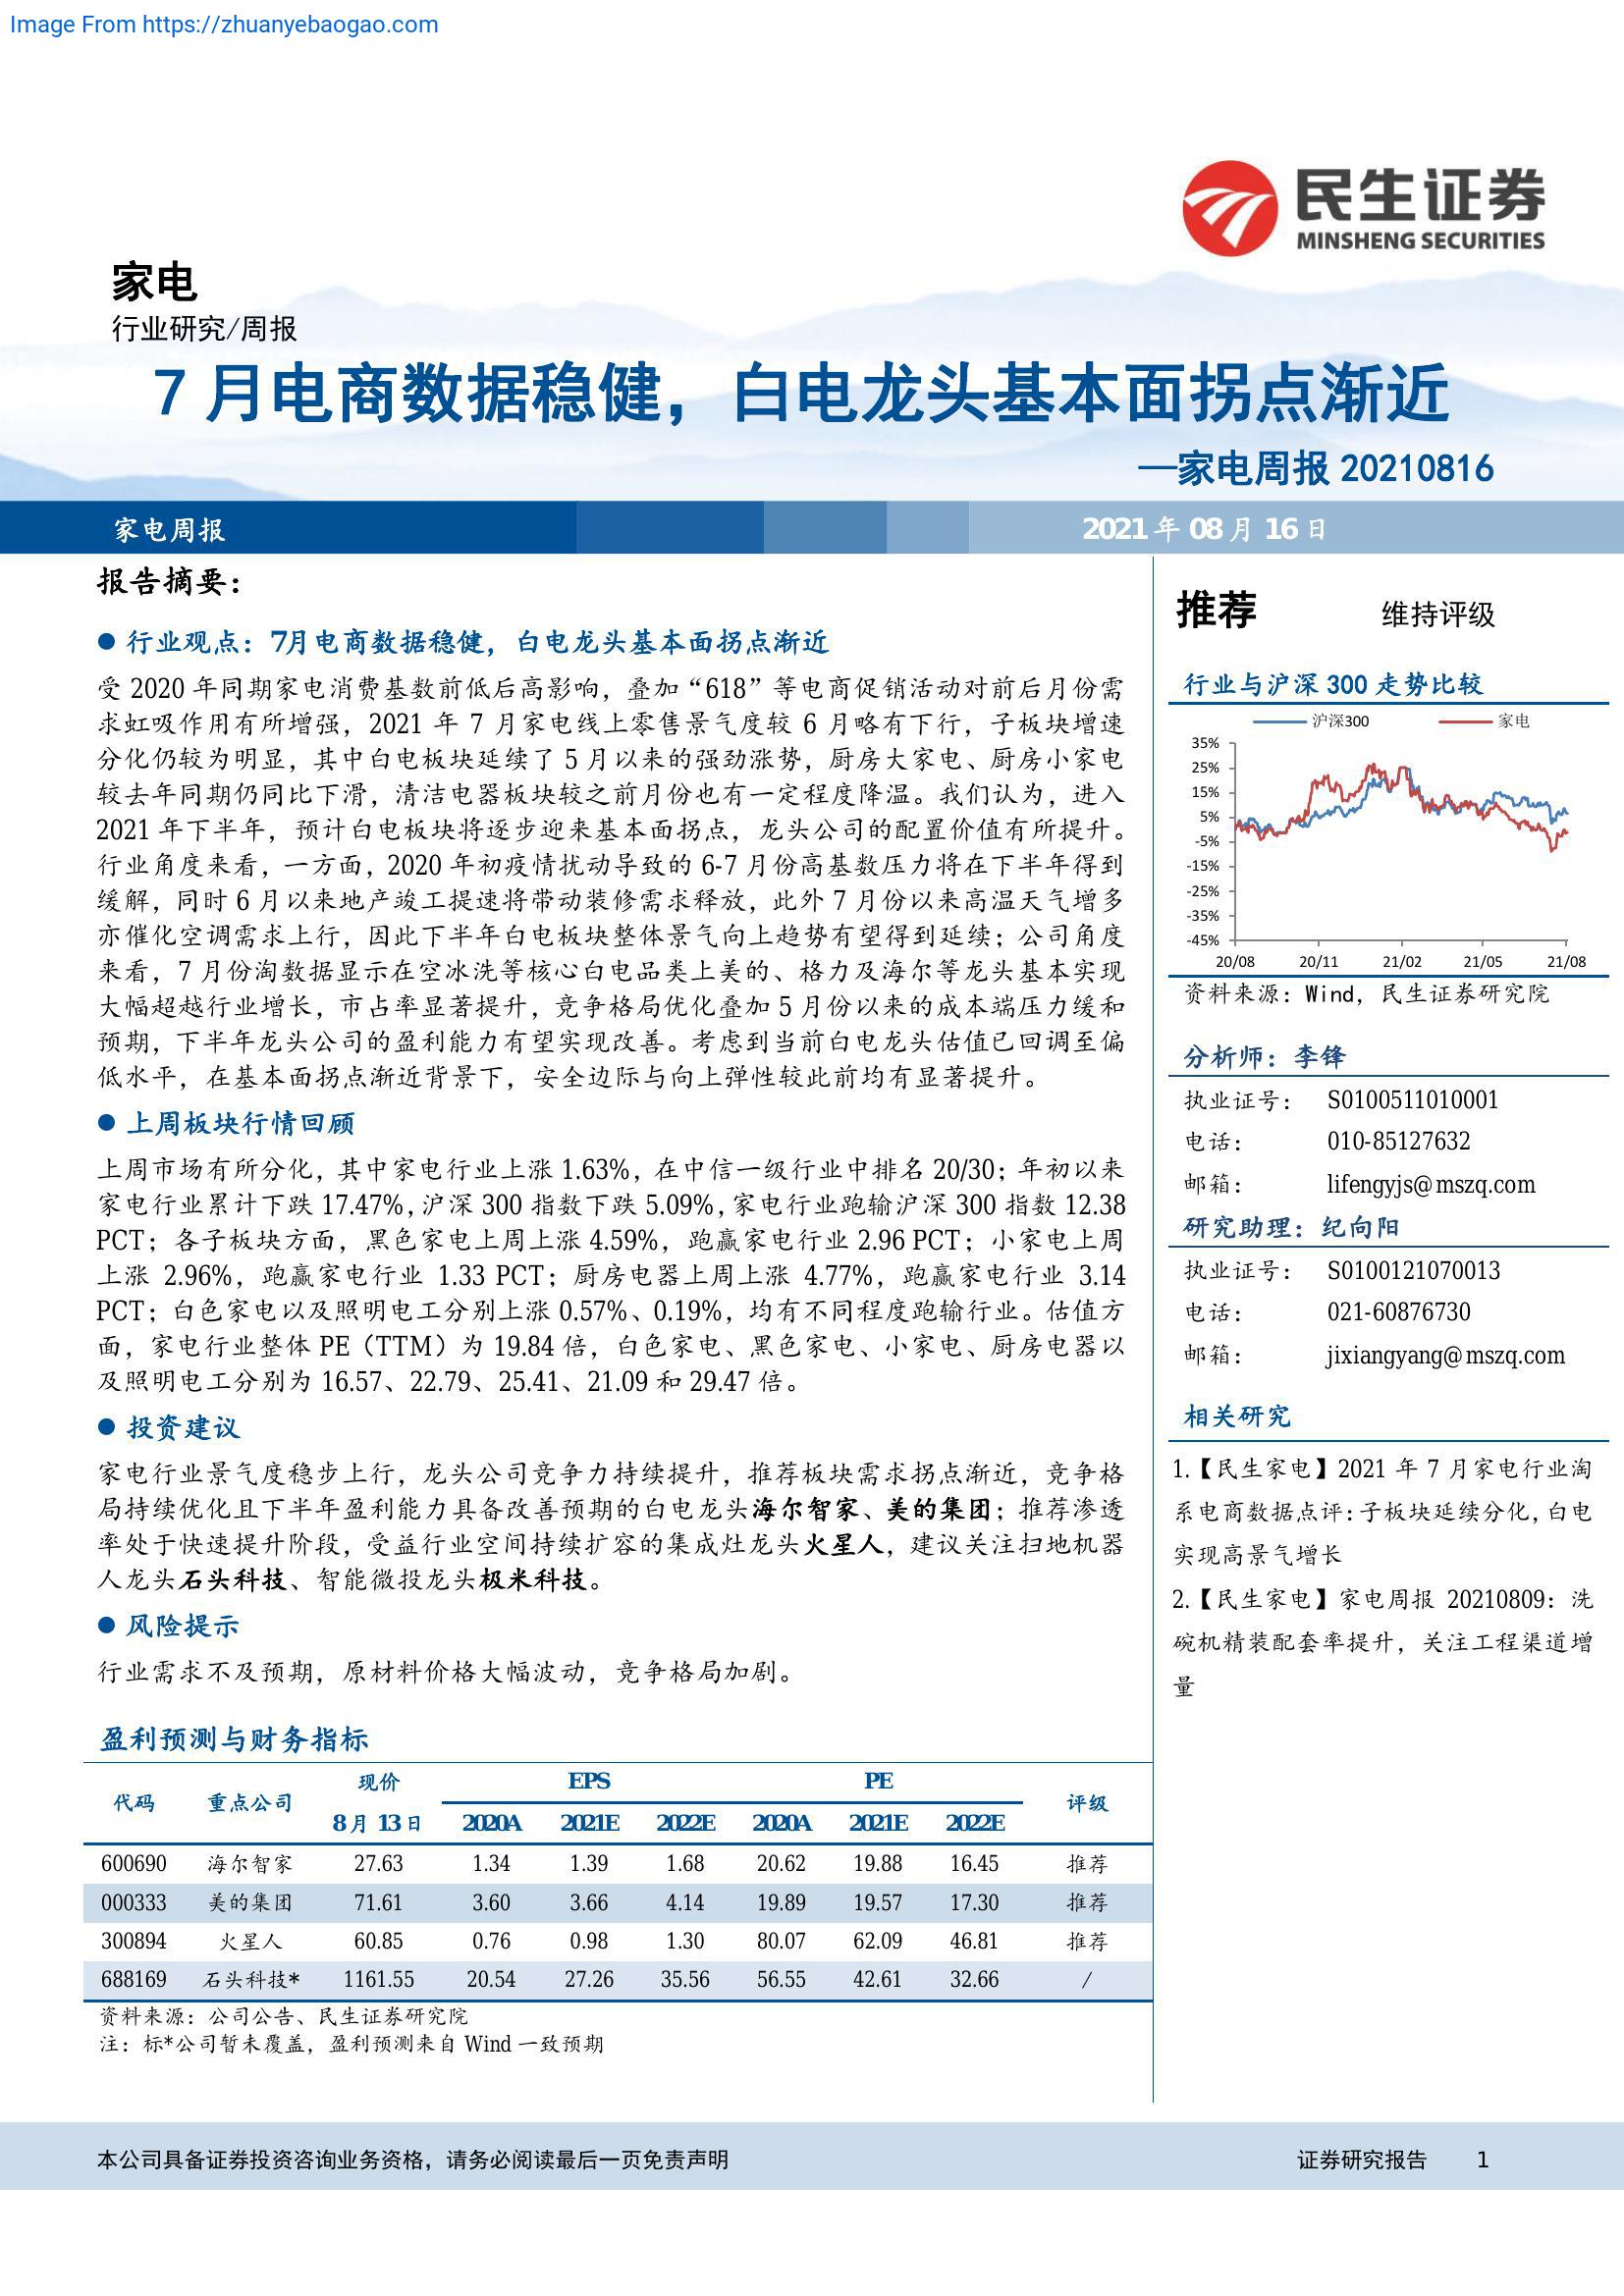 Image From https://zhuanyebaogao.com
民生证券
MINSHENG SECURITIES
家电
行业研究/周报
7 月电商数据稳健，白电龙头基本面拐点渐近
—家电周报 20210816
家电周报
2021 年 08 月 16 日
报告摘要：
● 行业观点：7月电商数据稳健，白电龙头基本面拐点渐近
受 2020 年同期家电消费基数前低后高影响，叠加“618”等电商促销活动对前后月份需
求虹吸作用有所增强，2021 年 7 月家电线上零售景气度较 6 月略有下行，子板块增速
分化仍较为明显，其中白电板块延续了 5 月以来的强劲涨势，厨房大家电、厨房小家电
较去年同期仍同比下滑，清洁电器板块较之前月份也有一定程度降温。我们认为，进入
2021 年下半年，预计白电板块将逐步迎来基本面拐点，龙头公司的配置价值有所提升。
行业角度来看，一方面，2020 年初疫情扰动导致的 6-7 月份高基数压力将在下半年得到
缓解，同时 6 月以来地产竣工提速将带动装修需求释放，此外 7 月份以来高温天气增多
亦催化空调需求上行，因此下半年白电板块整体景气向上趋势有望得到延续；公司角度
来看，7 月份淘数据显示在空冰洗等核心白电品类上美的、格力及海尔等龙头基本实现
大幅超越行业增长，市占率显著提升，竞争格局优化叠加 5 月份以来的成本端压力缓和
预期，下半年龙头公司的盈利能力有望实现改善。考虑到当前白电龙头估值已回调至偏
低水平，在基本面拐点渐近背景下，安全边际与向上弹性较此前均有显著提升。
● 上周板块行情回顾
上周市场有所分化，其中家电行业上涨 1.63%，在中信一级行业中排名 20/30；年初以来
家电行业累计下跌 17.47%，沪深 300 指数下跌 5.09%，家电行业跑输沪深 300 指数 12.38
PCT；各子板块方面，黑色家电上周上涨 4.59%，跑赢家电行业 2.96 PCT；小家电上周
上涨 2.96%，跑赢家电行业 1.33 PCT；厨房电器上周上涨 4.77%，跑赢家电行业 3.14
PCT；白色家电以及照明电工分别上涨 0.57%、0.19%，均有不同程度跑输行业。估值方
面，家电行业整体 PE（TTM）为 19.84 倍，白色家电、黑色家电、小家电、厨房电器以
及照明电工分别为 16.57、22.79、25.41、21.09 和 29.47 倍。
● 投资建议
家电行业景气度稳步上行，龙头公司竞争力持续提升，推荐板块需求拐点渐近，竞争格
局持续优化且下半年盈利能力具备改善预期的白电龙头海尔智家、美的集团；推荐渗透
率处于快速提升阶段，受益行业空间持续扩容的集成灶龙头火星人，建议关注扫地机器
人龙头石头科技、智能微投龙头极米科技。
● 风险提示
行业需求不及预期，原材料价格大幅波动，竞争格局加剧。
盈利预测与财务指标
代码 重点公司 现价 EPS PE 评级
8 月 13 日 2020A 2021E 2022E 2020A 2021E 2022E
600690 海尔智家 27.63 1.34 1.39 1.68 20.62 19.88 16.45 推荐
000333 美的集团 71.61 3.60 3.66 4.14 19.89 19.57 17.30 推荐
300894 火星人 60.85 0.76 0.98 1.30 80.07 62.09 46.81 推荐
688169 石头科技* 1161.55 20.54 27.26 35.56 56.55 42.61 32.66 /
资料来源：公司公告、民生证券研究院
注：标*公司暂未覆盖，盈利预测来自 Wind 一致预期
推荐 维持评级
行业与沪深 300 走势比较
沪深300 家电
35%
25%
15%
5%
-5%
-15%
-25%
-35%
-45%
20/08 20/11 21/02 21/05 21/08
资料来源：Wind，民生证券研究院
分析师：李锋
执业证号： S0100511010001
电话： 010-85127632
邮箱： lifengyjs@mszq.com
研究助理：纪向阳
执业证号： S0100121070013
电话： 021-60876730
邮箱： jixiangyang@mszq.com
相关研究
1.【民生家电】2021 年 7 月家电行业淘
系电商数据点评：子板块延续分化，白电
实现高景气增长
2.【民生家电】家电周报 20210809：洗
碗机精装配套率提升，关注工程渠道增
量
本公司具备证券投资咨询业务资格，请务必阅读最后一页免责声明
证券研究报告 1